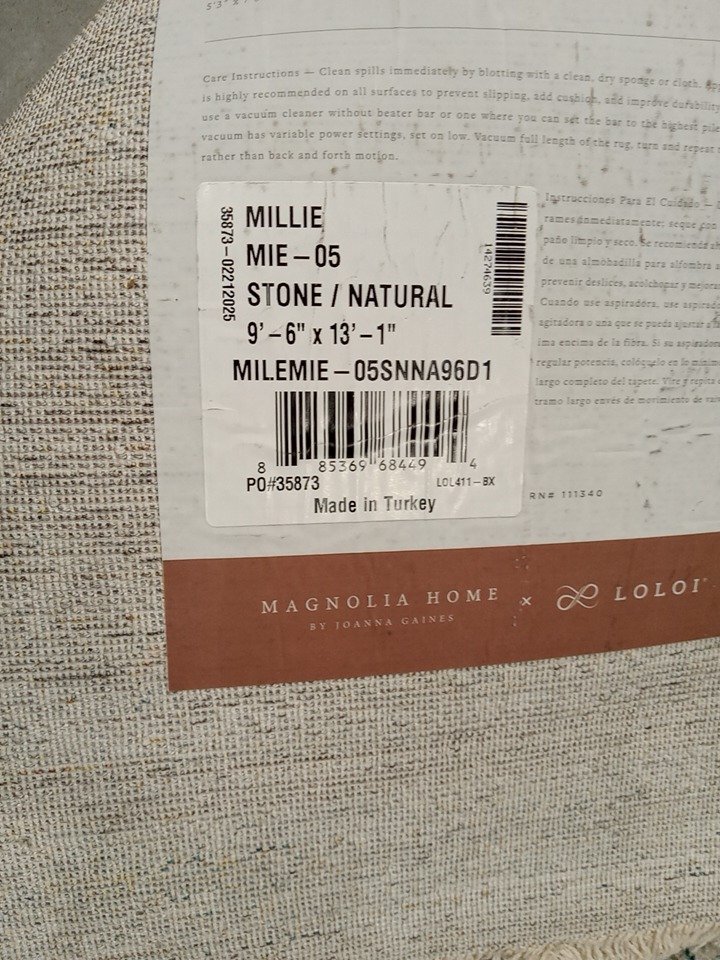 5'3" x 7'
Care Instructions — Clean spills immediately by blotting with a clean, dry sponge or cloth.
is highly recommended on all surfaces to prevent slipping, add cushion, and improve durability
use a vacuum cleaner without beater bar or one where you can set the bar to the highest pile
vacuum has variable power settings, set on low. Vacuum full length of the rug, turn and repeat
rather than back and forth motion.
35873-02212025
MILLIE
MIE-05
STONE / NATURAL
9'-6" x 13'-1"
MILEMIE-05SNNA96D1
14274639
8 85369 68449 4
PO#35873
LOL411-BX
Made in Turkey
Instrucciones Para El Cuidado —
rames inmediatamente; seque con
paño limpio y seco. Se recomienda
de una almohadilla para alfombra
prevenir deslices, acolchonar y mejora
Cuando use aspiradora, use
agitadora o una que se pueda ajustar
ima encima de la fibra. Si su aspiradora
regular potencia, colóquelo en lo mínimo
largo completo del tapete. Vire y repita
tramo largo envés de movimiento de
RN# 111340
MAGNOLIA HOME
BY JOANNA GAINES
x
LOLOI